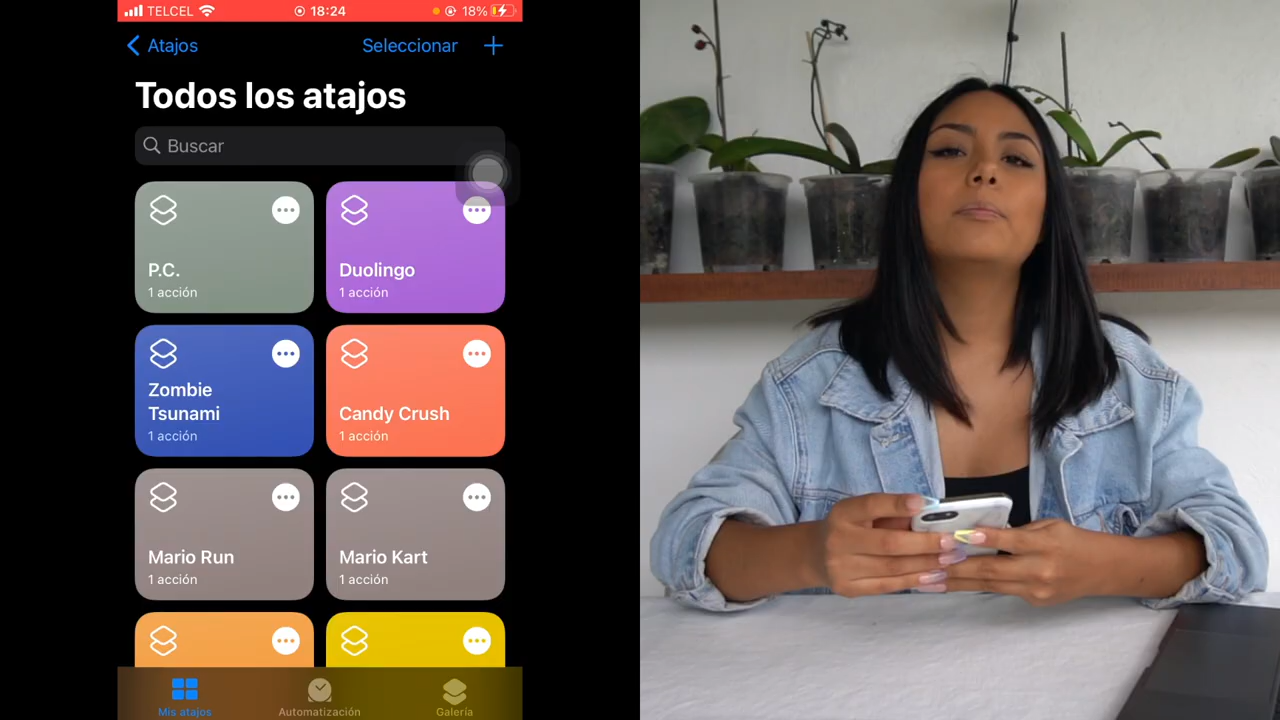 TELCEL 18:24 18%
Atajos Seleccionar
Todos los atajos
Buscar
P.C.
1 acción
Duolingo
1 acción
Zombie
Tsunami
1 acción
Candy Crush
1 acción
Mario Run
1 acción
Mario Kart
1 acción
Mis atajos Automatización Galería